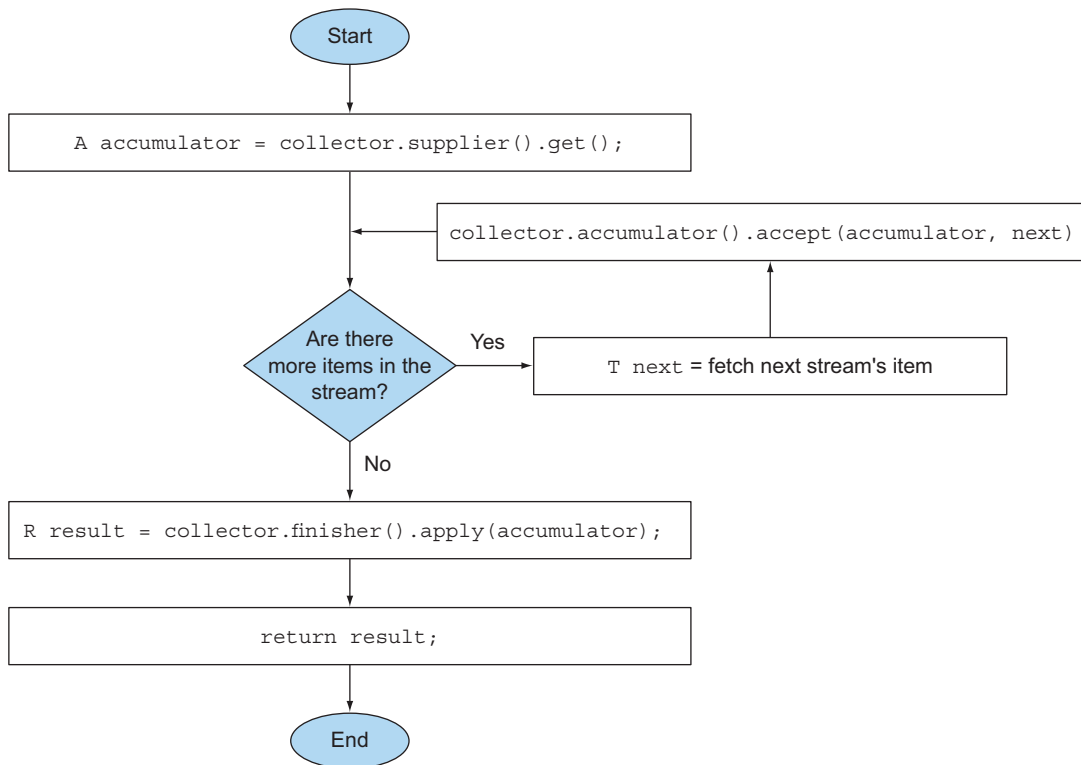 Start
A accumulator = collector.supplier().get();
collector.accumulator().accept(accumulator, next)
Are there
more items in the
stream?
Yes
T next = fetch next stream's item
No
R result = collector.finisher().apply(accumulator);
return result;
End